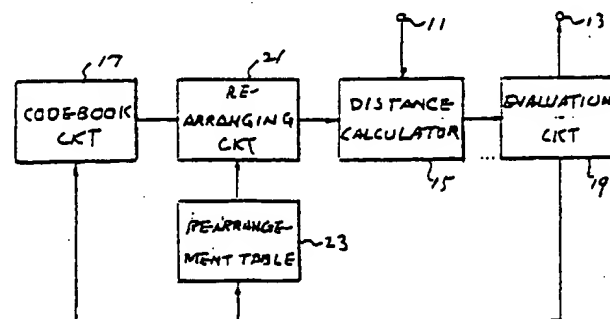 17
21
11
13
CODEBOOK
CKT
RE-
ARRANGING
CKT
DISTANCE
CALCULATOR
EVALUATION
CKT
15
...
19
REARRANGE-
MENT TABLE
23